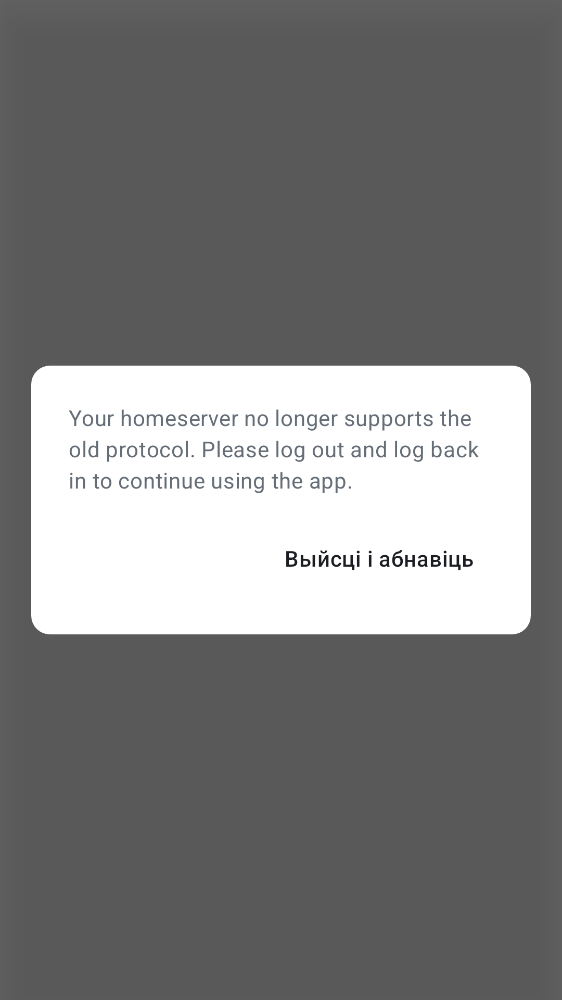 Your homeserver no longer supports the
old protocol. Please log out and log back
in to continue using the app.
Выйсці і абнавіць